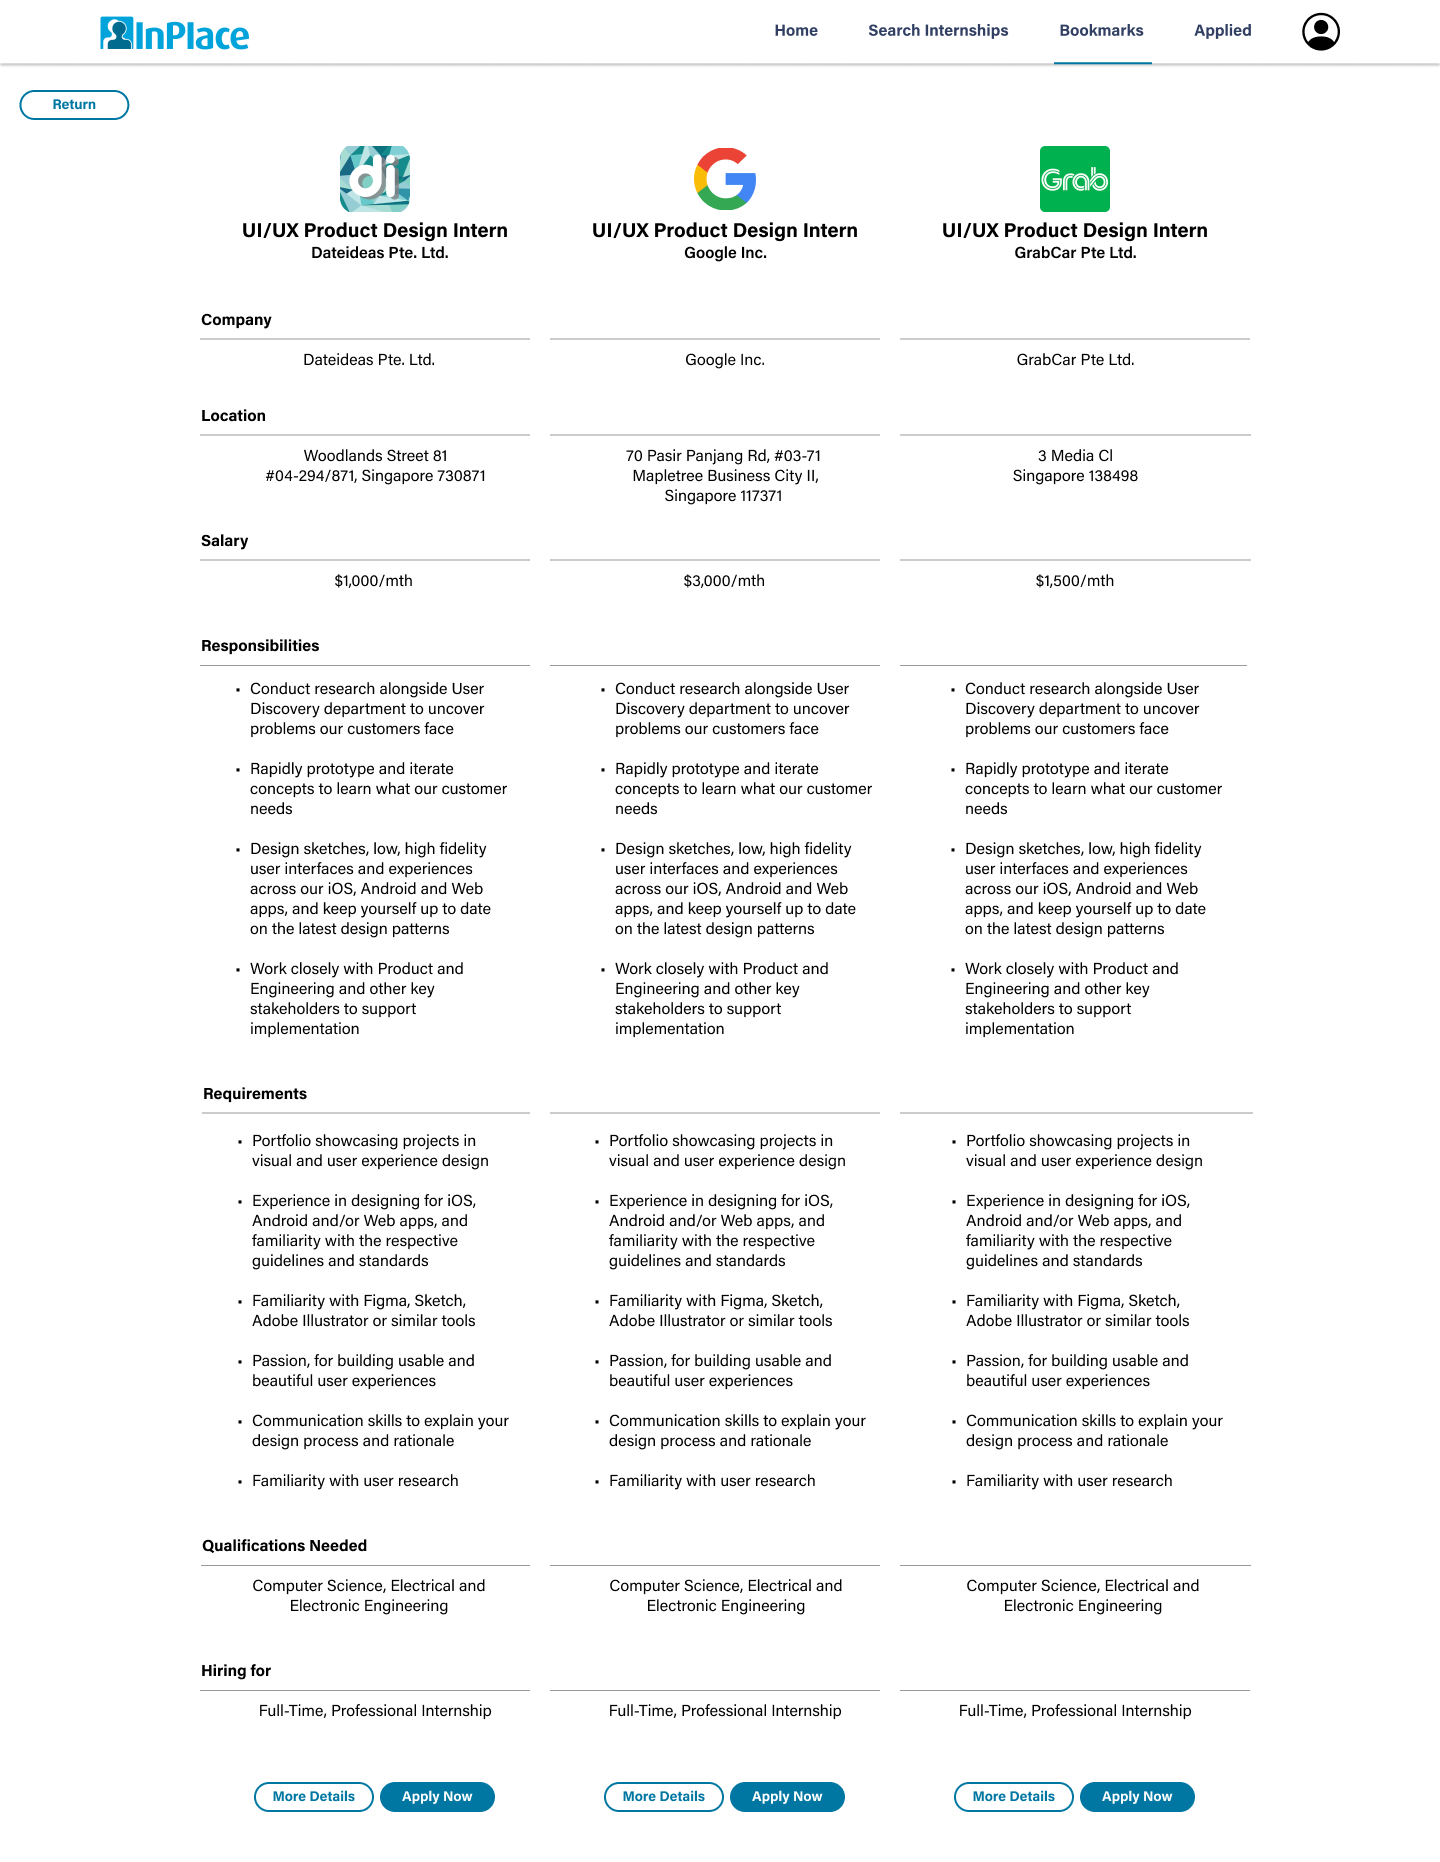 InPlace
Home
Search Internships
Bookmarks
Applied
Return
di
Grab
UI/UX Product Design Intern
Dateideas Pte. Ltd.
UI/UX Product Design Intern
Google Inc.
UI/UX Product Design Intern
GrabCar Pte Ltd.
Company
Dateideas Pte. Ltd.
Google Inc.
GrabCar Pte Ltd.
Location
Woodlands Street 81
#04-294/871, Singapore 730871
70 Pasir Panjang Rd, #03-71
Mapletree Business City II,
Singapore 117371
3 Media Cl
Singapore 138498
Salary
$1,000/mth
$3,000/mth
$1,500/mth
Responsibilities
• Conduct research alongside User
Discovery department to uncover
problems our customers face
• Rapidly prototype and iterate
concepts to learn what our customer
needs
• Design sketches, low, high fidelity
user interfaces and experiences
across our iOS, Android and Web
apps, and keep yourself up to date
on the latest design patterns
• Work closely with Product and
Engineering and other key
stakeholders to support
implementation
• Conduct research alongside User
Discovery department to uncover
problems our customers face
• Rapidly prototype and iterate
concepts to learn what our customer
needs
• Design sketches, low, high fidelity
user interfaces and experiences
across our iOS, Android and Web
apps, and keep yourself up to date
on the latest design patterns
• Work closely with Product and
Engineering and other key
stakeholders to support
implementation
• Conduct research alongside User
Discovery department to uncover
problems our customers face
• Rapidly prototype and iterate
concepts to learn what our customer
needs
• Design sketches, low, high fidelity
user interfaces and experiences
across our iOS, Android and Web
apps, and keep yourself up to date
on the latest design patterns
• Work closely with Product and
Engineering and other key
stakeholders to support
implementation
Requirements
• Portfolio showcasing projects in
visual and user experience design
• Experience in designing for iOS,
Android and/or Web apps, and
familiarity with the respective
guidelines and standards
• Familiarity with Figma, Sketch,
Adobe Illustrator or similar tools
• Passion, for building usable and
beautiful user experiences
• Communication skills to explain your
design process and rationale
• Familiarity with user research
• Portfolio showcasing projects in
visual and user experience design
• Experience in designing for iOS,
Android and/or Web apps, and
familiarity with the respective
guidelines and standards
• Familiarity with Figma, Sketch,
Adobe Illustrator or similar tools
• Passion, for building usable and
beautiful user experiences
• Communication skills to explain your
design process and rationale
• Familiarity with user research
• Portfolio showcasing projects in
visual and user experience design
• Experience in designing for iOS,
Android and/or Web apps, and
familiarity with the respective
guidelines and standards
• Familiarity with Figma, Sketch,
Adobe Illustrator or similar tools
• Passion, for building usable and
beautiful user experiences
• Communication skills to explain your
design process and rationale
• Familiarity with user research
Qualifications Needed
Computer Science, Electrical and
Electronic Engineering
Computer Science, Electrical and
Electronic Engineering
Computer Science, Electrical and
Electronic Engineering
Hiring for
Full-Time, Professional Internship
Full-Time, Professional Internship
Full-Time, Professional Internship
More Details
Apply Now
More Details
Apply Now
More Details
Apply Now